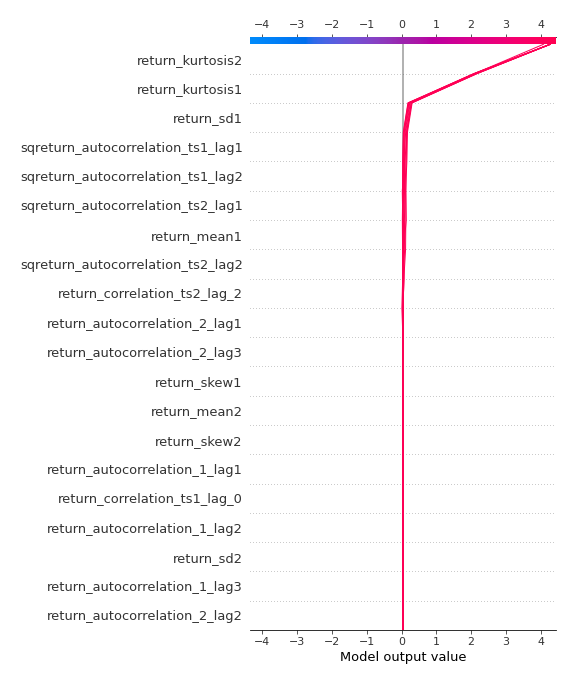 −4 −3 −2 −1 0 1 2 3 4
return_kurtosis2
return_kurtosis1
return_sd1
sqreturn_autocorrelation_ts1_lag1
sqreturn_autocorrelation_ts1_lag2
sqreturn_autocorrelation_ts2_lag1
return_mean1
sqreturn_autocorrelation_ts2_lag2
return_correlation_ts2_lag_2
return_autocorrelation_2_lag1
return_autocorrelation_2_lag3
return_skew1
return_mean2
return_skew2
return_autocorrelation_1_lag1
return_correlation_ts1_lag_0
return_autocorrelation_1_lag2
return_sd2
return_autocorrelation_1_lag3
return_autocorrelation_2_lag2
−4 −3 −2 −1 0 1 2 3 4
Model output value